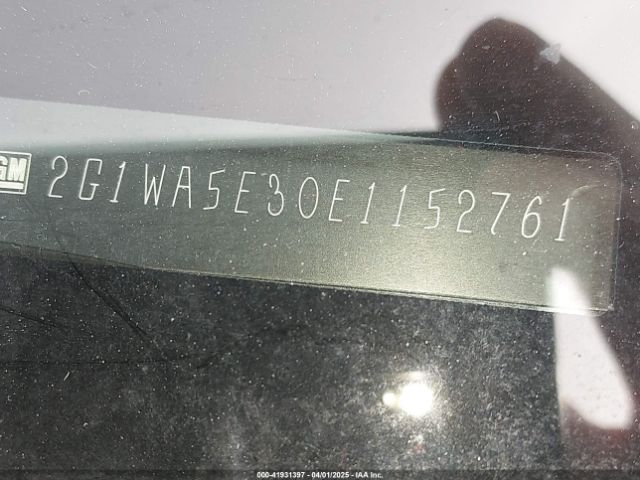 GM
2G1WA5E30E1152761
000-41931397 - 04/01/2025 - IAA Inc.